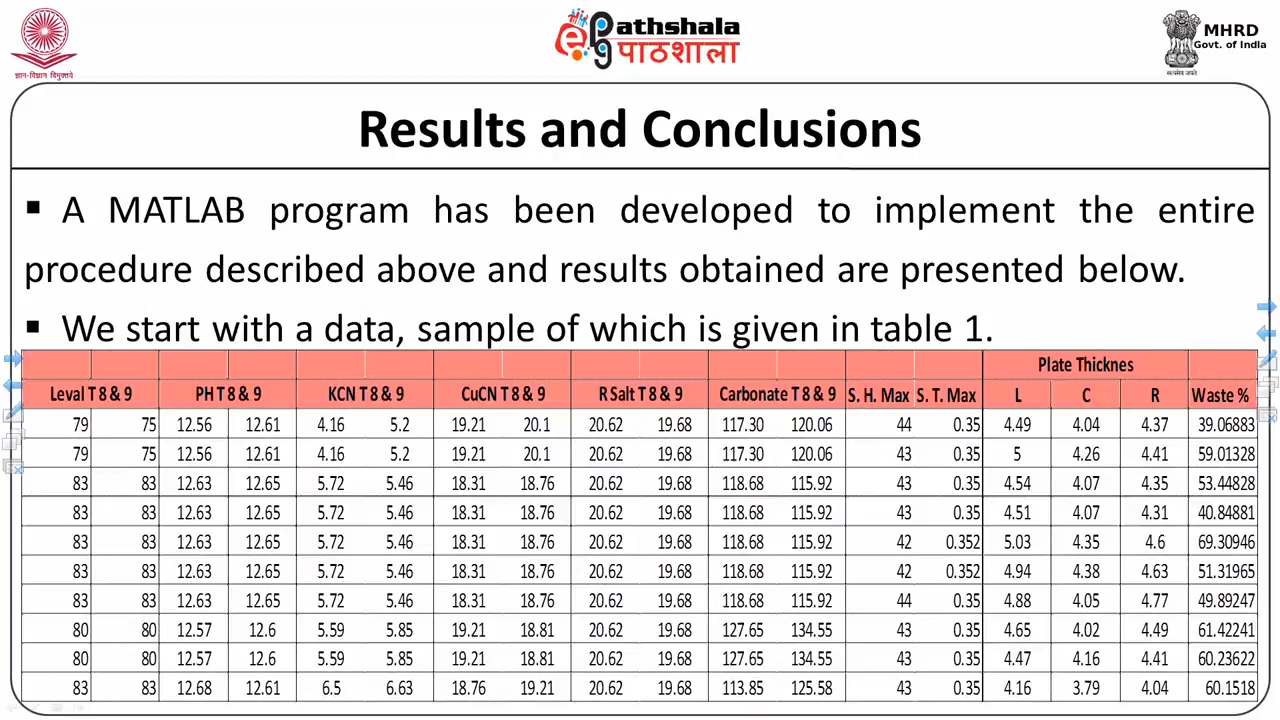 ज्ञान-विज्ञान विमुक्तये
ePG Pathshala
पाठशाला
MHRD
Govt. of India
सत्यमेव जयते
Results and Conclusions
▪ A MATLAB program has been developed to implement the entire
procedure described above and results obtained are presented below.
▪ We start with a data, sample of which is given in table 1.
Plate Thicknes
Leval T 8 & 9 PH T 8 & 9 KCN T 8 & 9 CuCN T 8 & 9 R Salt T 8 & 9 Carbonate T 8 & 9 S. H. Max S. T. Max L C R Waste %
79 75 12.56 12.61 4.16 5.2 19.21 20.1 20.62 19.68 117.30 120.06 44 0.35 4.49 4.04 4.37 39.06883
79 75 12.56 12.61 4.16 5.2 19.21 20.1 20.62 19.68 117.30 120.06 43 0.35 5 4.26 4.41 59.01328
83 83 12.63 12.65 5.72 5.46 18.31 18.76 20.62 19.68 118.68 115.92 43 0.35 4.54 4.07 4.35 53.44828
83 83 12.63 12.65 5.72 5.46 18.31 18.76 20.62 19.68 118.68 115.92 43 0.35 4.51 4.07 4.31 40.84881
83 83 12.63 12.65 5.72 5.46 18.31 18.76 20.62 19.68 118.68 115.92 42 0.352 5.03 4.35 4.6 69.30946
83 83 12.63 12.65 5.72 5.46 18.31 18.76 20.62 19.68 118.68 115.92 42 0.352 4.94 4.38 4.63 51.31965
83 83 12.63 12.65 5.72 5.46 18.31 18.76 20.62 19.68 118.68 115.92 44 0.35 4.88 4.05 4.77 49.89247
80 80 12.57 12.6 5.59 5.85 19.21 18.81 20.62 19.68 127.65 134.55 43 0.35 4.65 4.02 4.49 61.42241
80 80 12.57 12.6 5.59 5.85 19.21 18.81 20.62 19.68 127.65 134.55 43 0.35 4.47 4.16 4.41 60.23622
83 83 12.68 12.61 6.5 6.63 18.76 19.21 20.62 19.68 113.85 125.58 43 0.35 4.16 3.79 4.04 60.1518